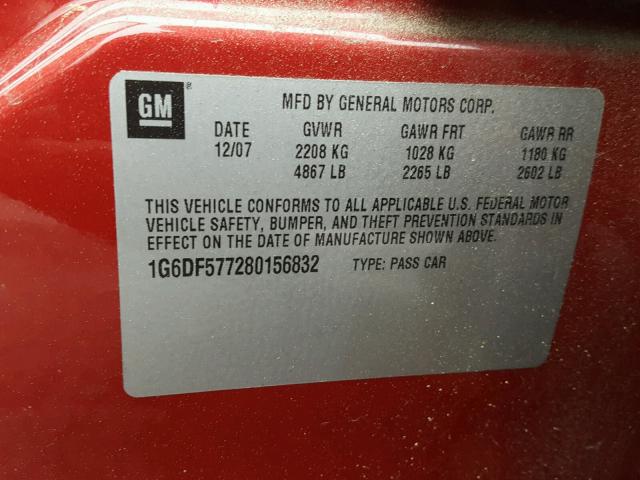 GM ®
MFD BY GENERAL MOTORS CORP.
DATE GVWR GAWR FRT GAWR RR
12/07 2208 KG 1028 KG 1180 KG
4867 LB 2265 LB 2602 LB
THIS VEHICLE CONFORMS TO ALL APPLICABLE U.S. FEDERAL MOTOR
VEHICLE SAFETY, BUMPER, AND THEFT PREVENTION STANDARDS IN
EFFECT ON THE DATE OF MANUFACTURE SHOWN ABOVE.
1G6DF577280156832 TYPE: PASS CAR